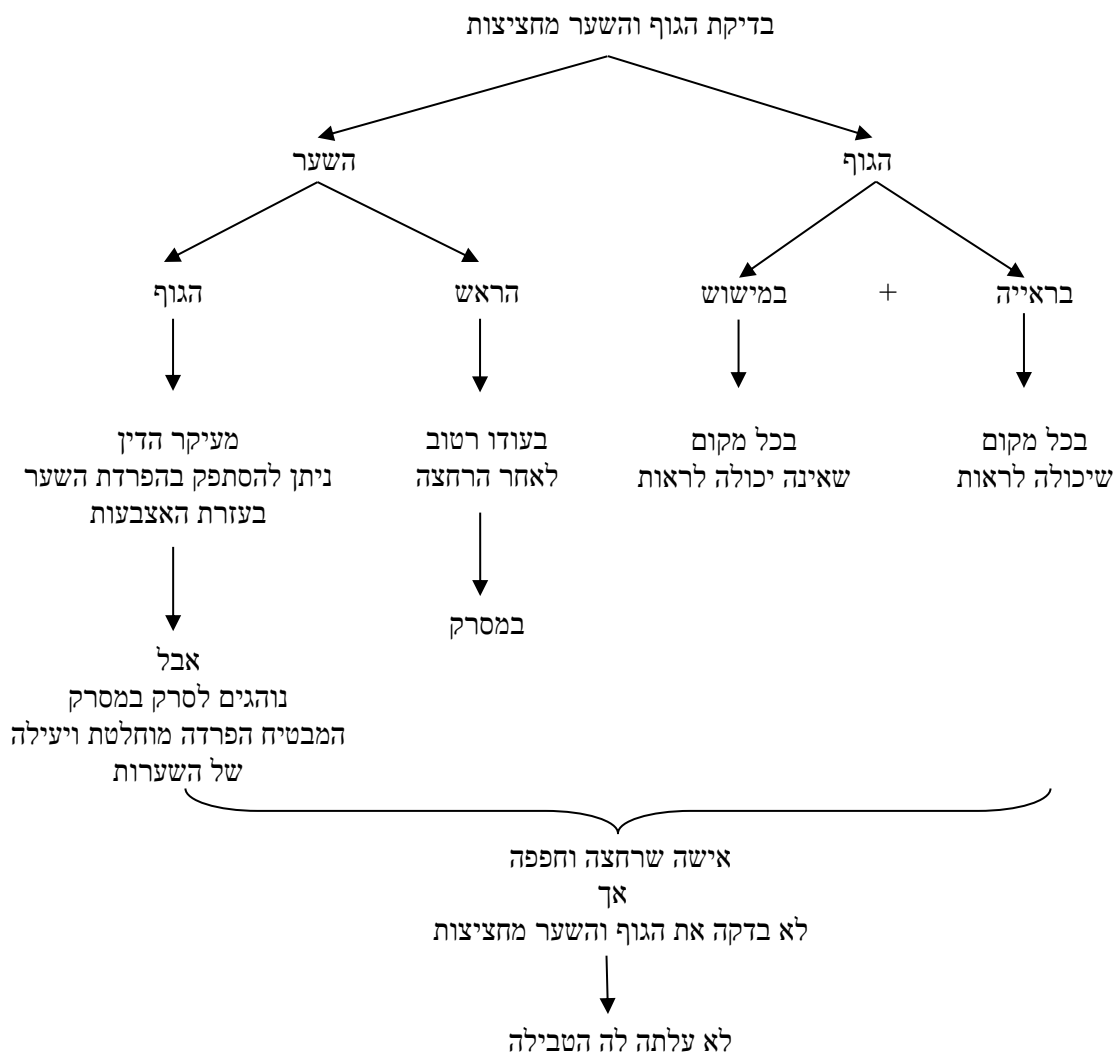 בדיקת הגוף והשער מחציצות
הגוף
השער
בראייה
+
במישוש
הראש
הגוף
בכל מקום
שיכולה לראות
בכל מקום
שאינה יכולה לראות
בעודו רטוב
לאחר הרחצה
במסרק
מעיקר הדין
ניתן להסתפק בהפרדת השער
בעזרת האצבעות
אבל
נוהגים לסרק במסרק
המבטיח הפרדה מוחלטת ויעילה
של השערות
אישה שרחצה וחפפה
אך
לא בדקה את הגוף והשער מחציצות
לא עלתה לה הטבילה